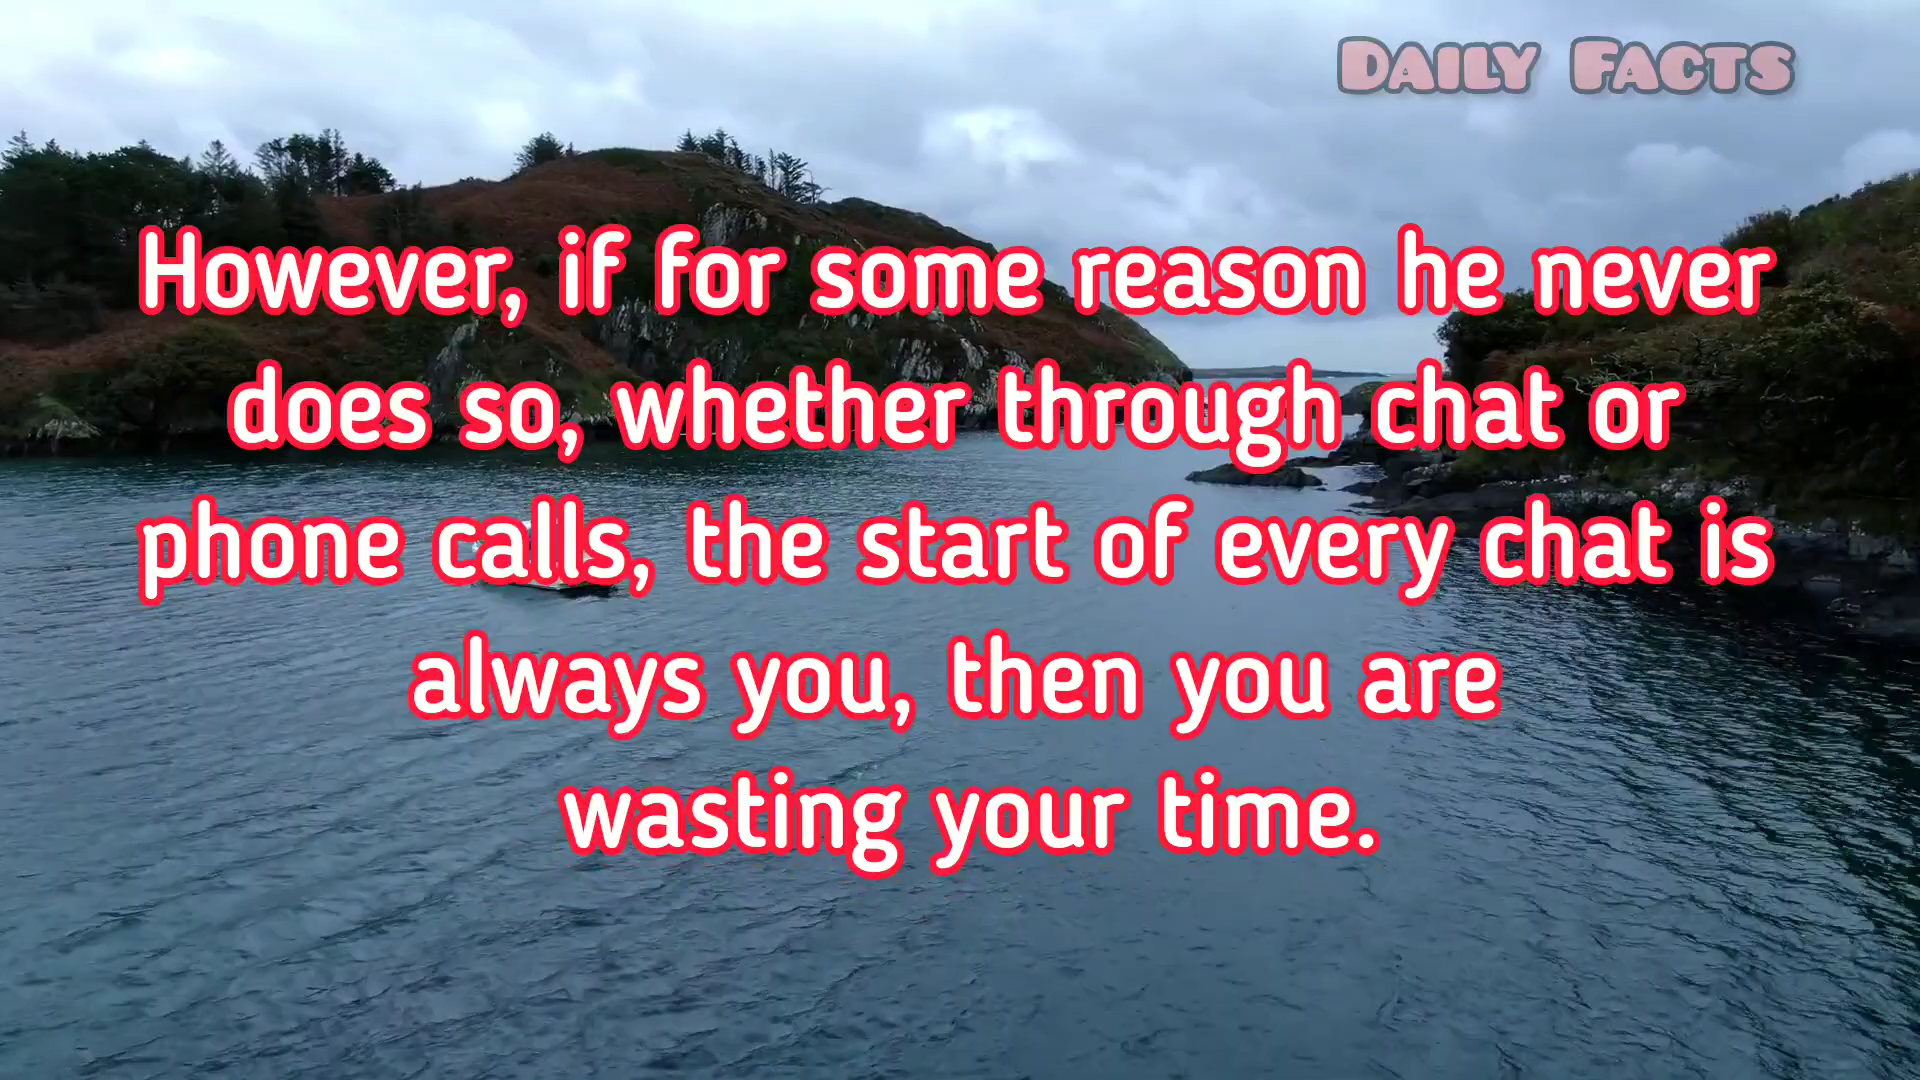 Daily Facts
However, if for some reason he never
does so, whether through chat or
phone calls, the start of every chat is
always you, then you are
wasting your time.